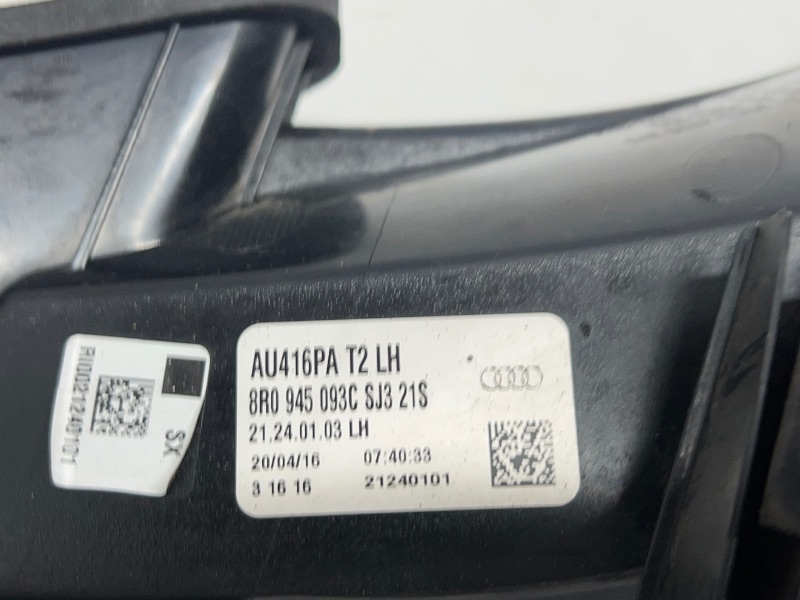 AU416PA T2 LH
8R0 945 093C SJ3 21S
21.24.01.03 LH
20/04/16 07:40:33
3 16 16 21240101
RI00021240101
SX